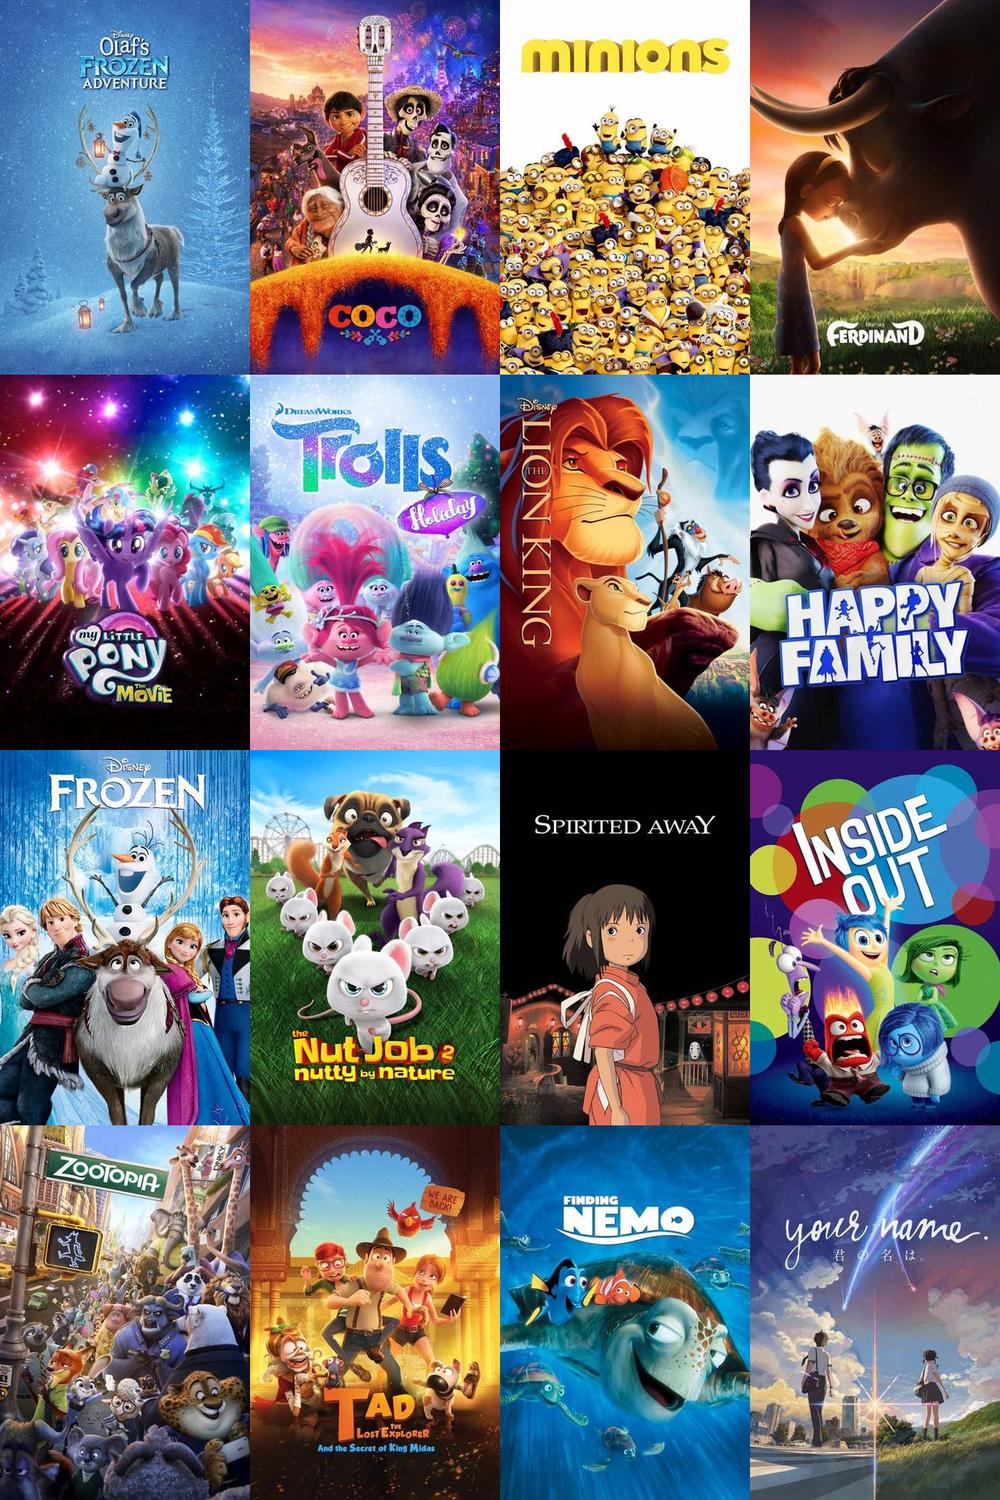 Disney
Olaf's
FROZEN
ADVENTURE
COCO
minions
FERDINAND
my LITTLE
PONY
THE
MOVIE
DREAMWORKS
Trolls
Holiday
Disney
THE
LION KING
HAPPY
FAMILY
Disney
FROZEN
the
Nut Job 2
nutty by nature
SPIRITED AWAY
INSIDE
OUT
ZOOTOPIA
WE ARE
BACK!
TAD
THE
LOST EXPLORER
And the Secret of King Midas
FINDING
NEMO
your name.
君の名は。